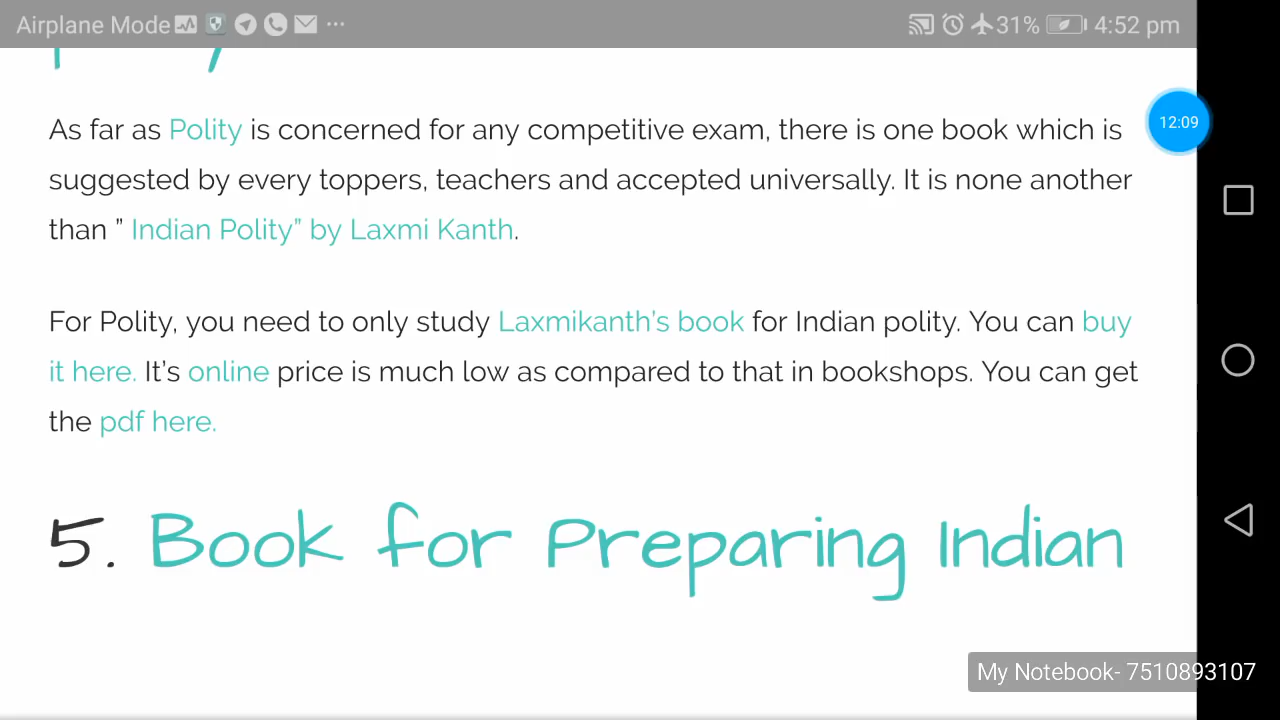 Airplane Mode ... 31% 4:52 pm
As far as Polity is concerned for any competitive exam, there is one book which is
12:09
suggested by every toppers, teachers and accepted universally. It is none another
than ” Indian Polity” by Laxmi Kanth.
For Polity, you need to only study Laxmikanth’s book for Indian polity. You can buy
it here. It’s online price is much low as compared to that in bookshops. You can get
the pdf here.
5. Book for Preparing Indian
My Notebook- 7510893107